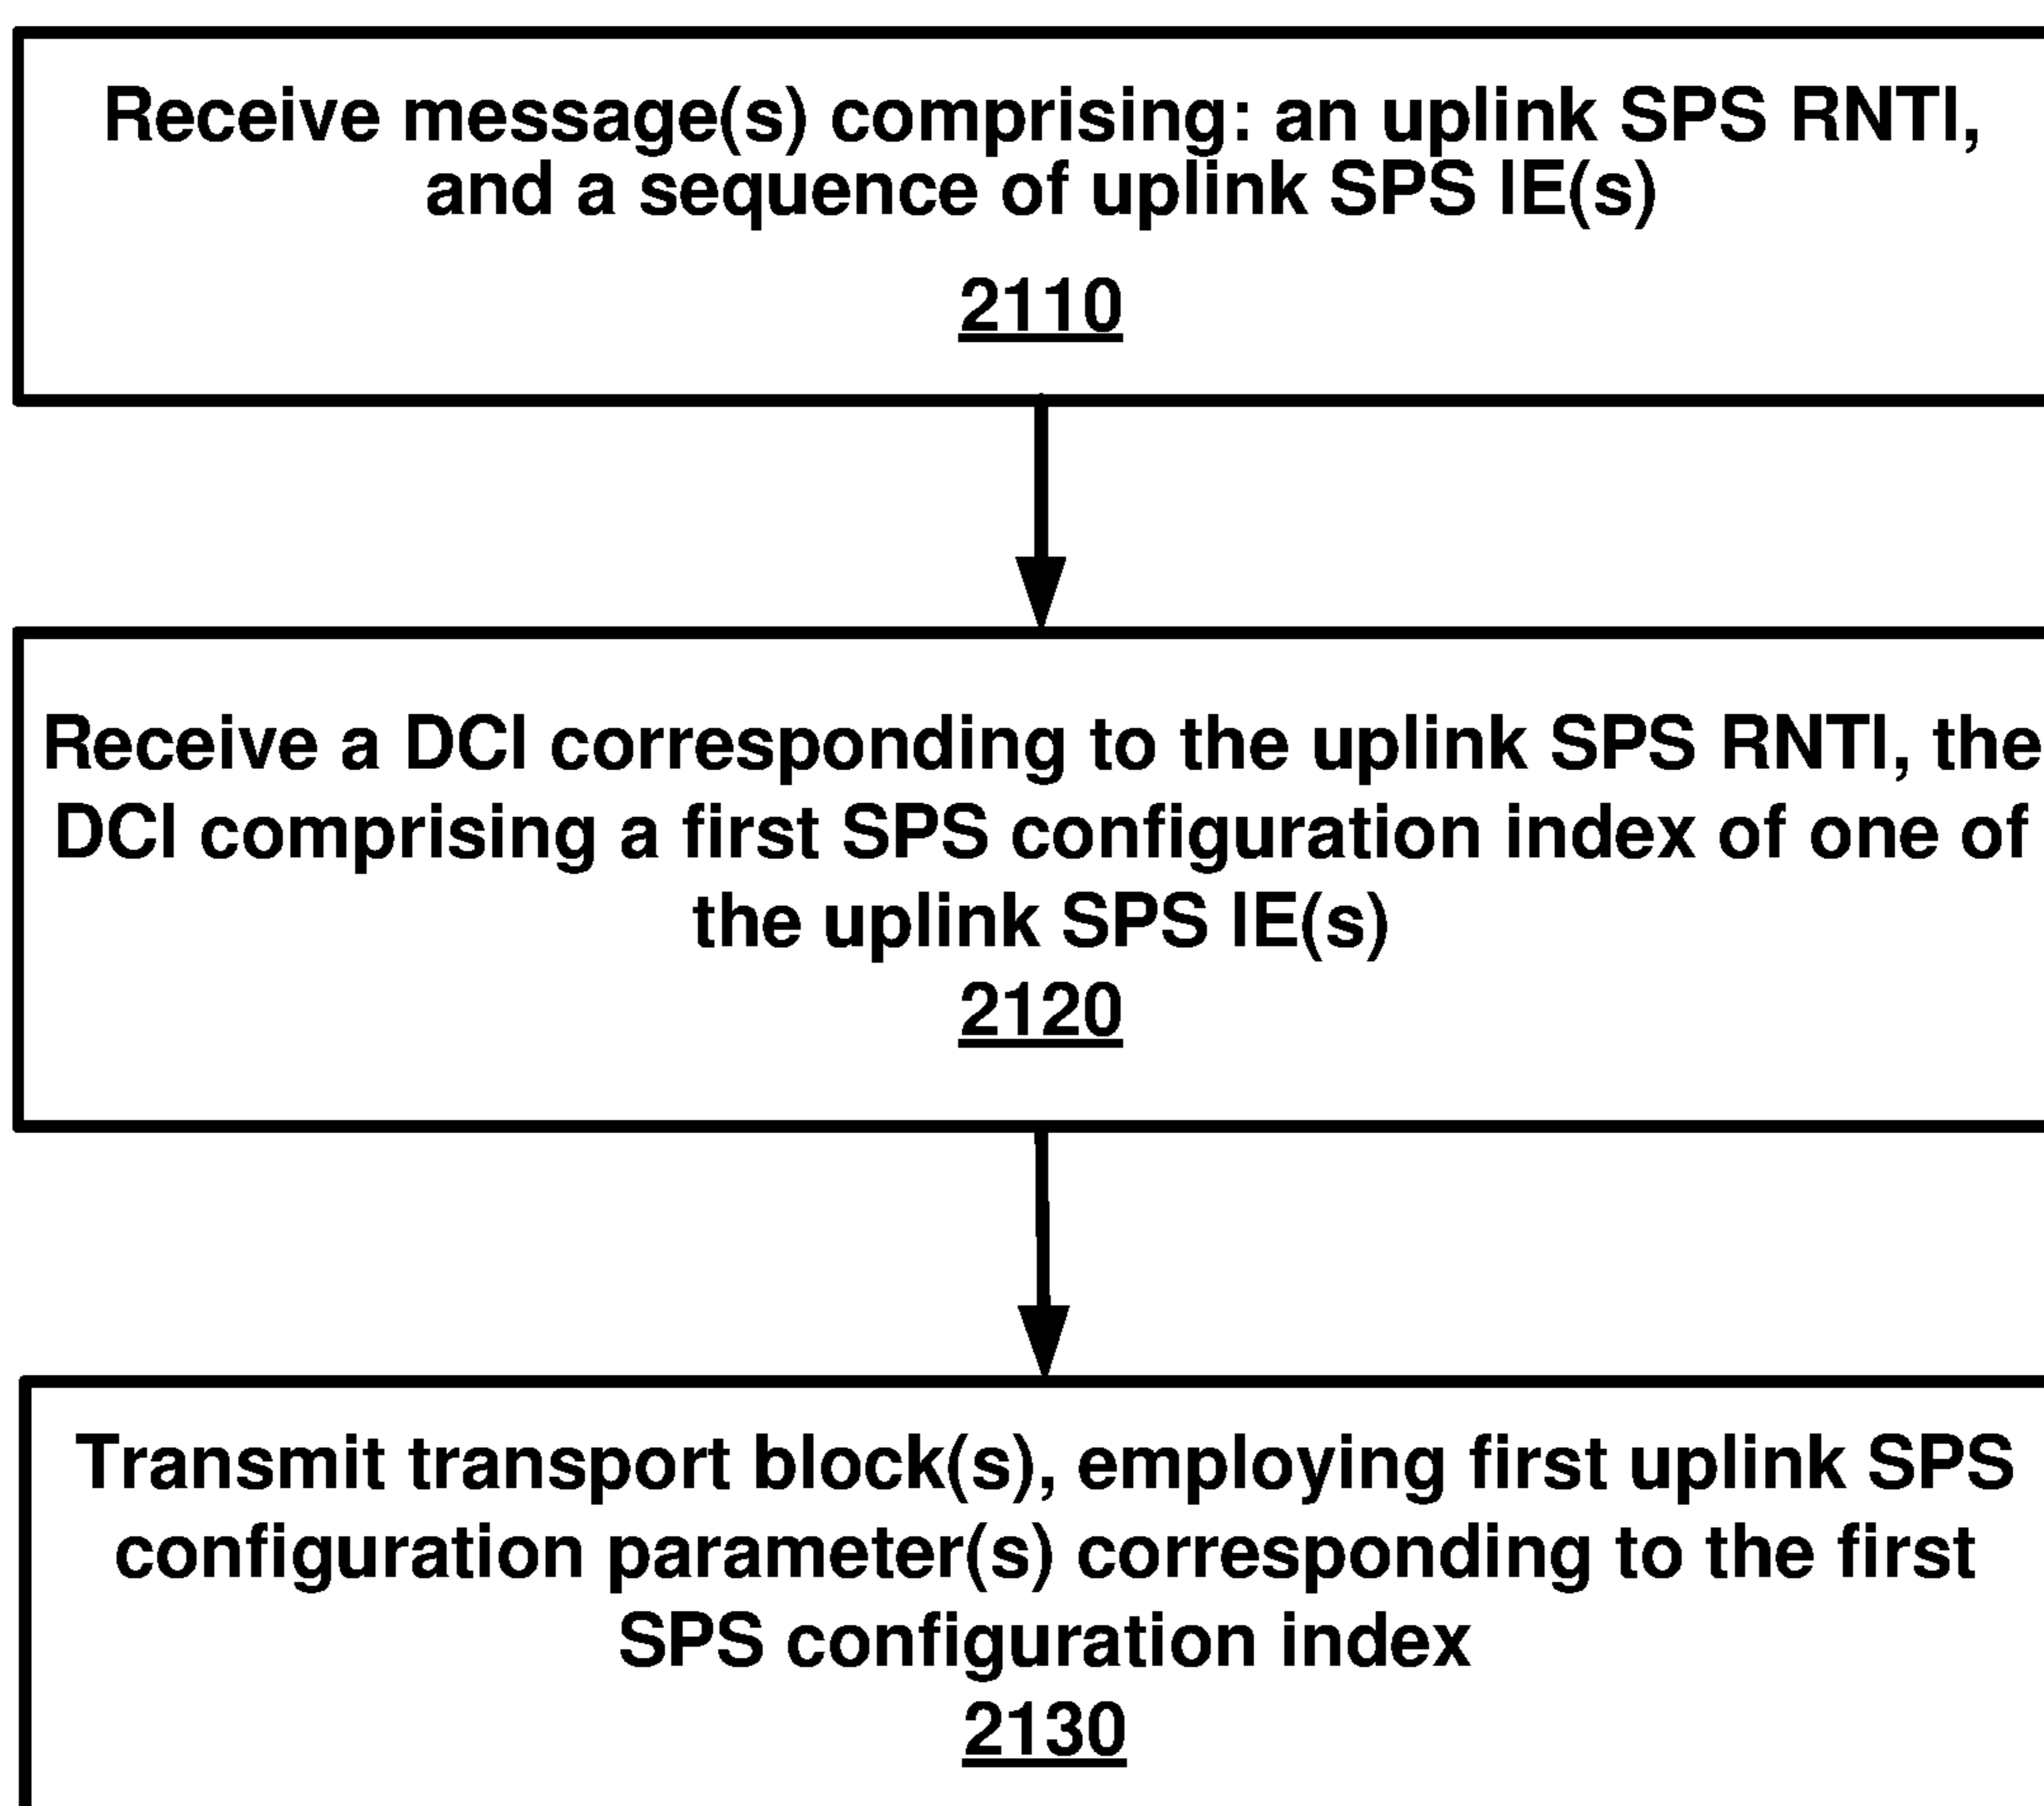 Receive message(s) comprising: an uplink SPS RNTI,
and a sequence of uplink SPS IE(s)
2110
Receive a DCI corresponding to the uplink SPS RNTI, the
DCI comprising a first SPS configuration index of one of
the uplink SPS IE(s)
2120
Transmit transport block(s), employing first uplink SPS
configuration parameter(s) corresponding to the first
SPS configuration index
2130